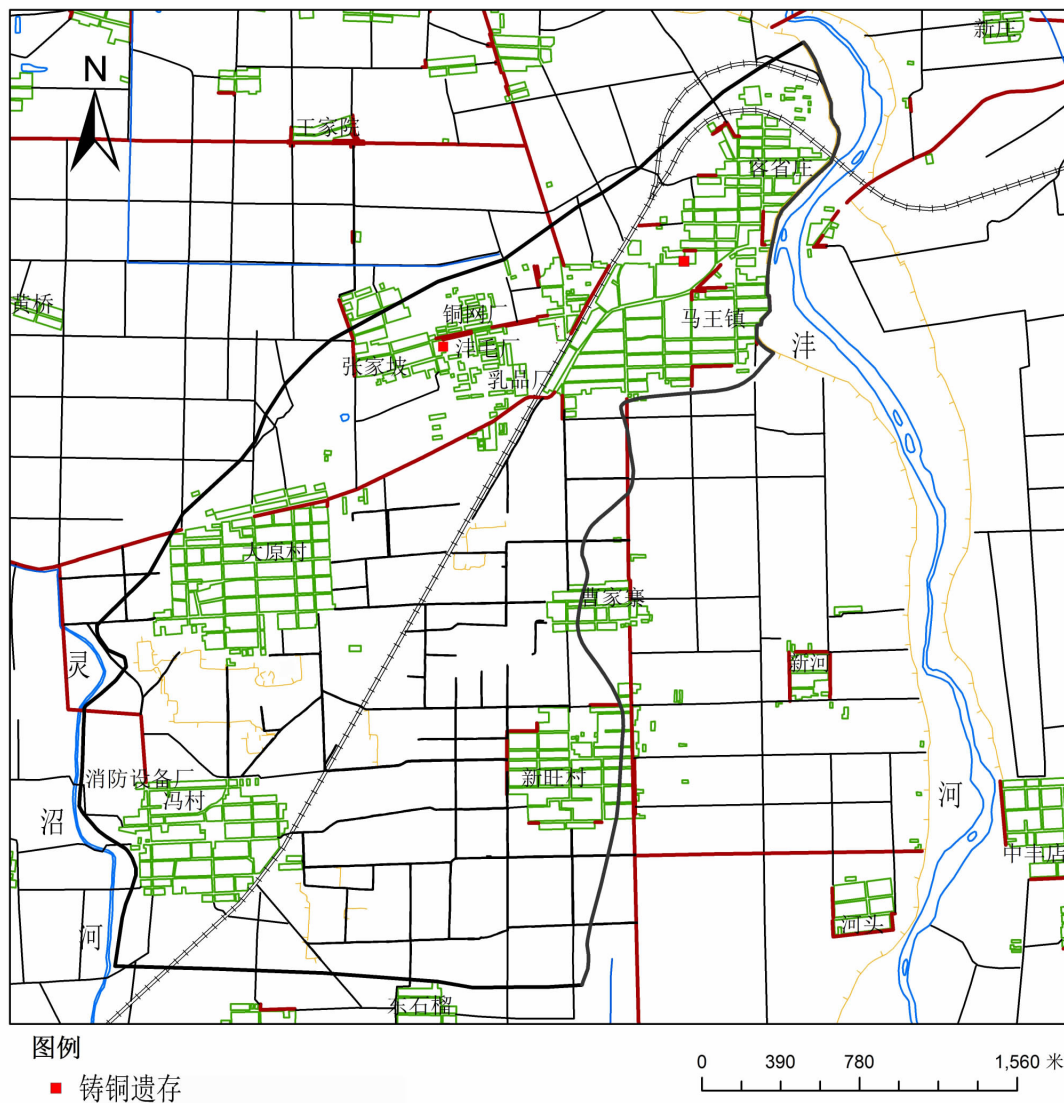 新庄
N
王家院
客省庄
黄桥
铜网厂
马王镇
沣毛厂
张家坡
乳品厂
沣
大原村
曹家寨
灵
新河
消防设备厂
新旺村
冯村
沼
河
中丰店
河头
河
东石榴
图例
铸铜遗存
0 390 780 1,560 米